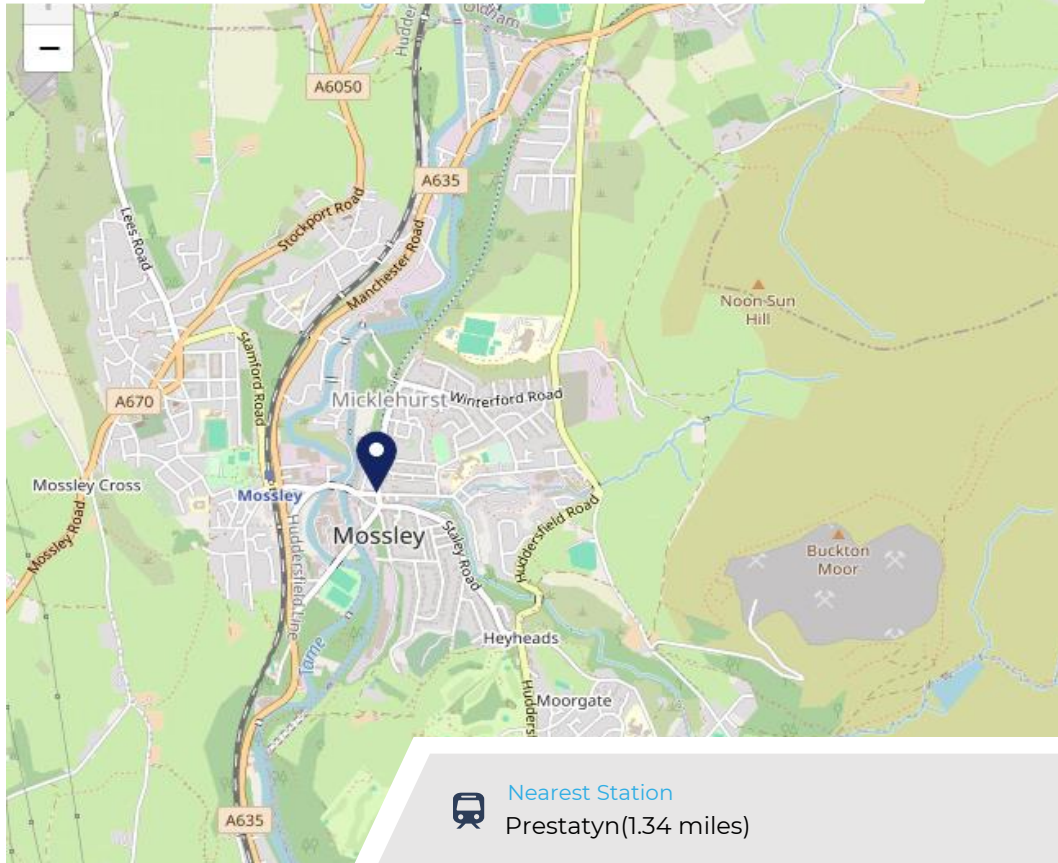 Oldham
Hudder
A6050
A635
Lees Road
Stockport Road
Manchester Road
Noon Sun
Hill
Stamford Road
A670
Micklehurst
Winterford Road
Mossley Cross
Mossley
Mossley Road
Mossley
Staley Road
Huddersfield Road
Buckton
Moor
Huddersfield Line
Tame
Heyheads
Hudders
Moorgate
A635
Nearest Station
Prestatyn(1.34 miles)